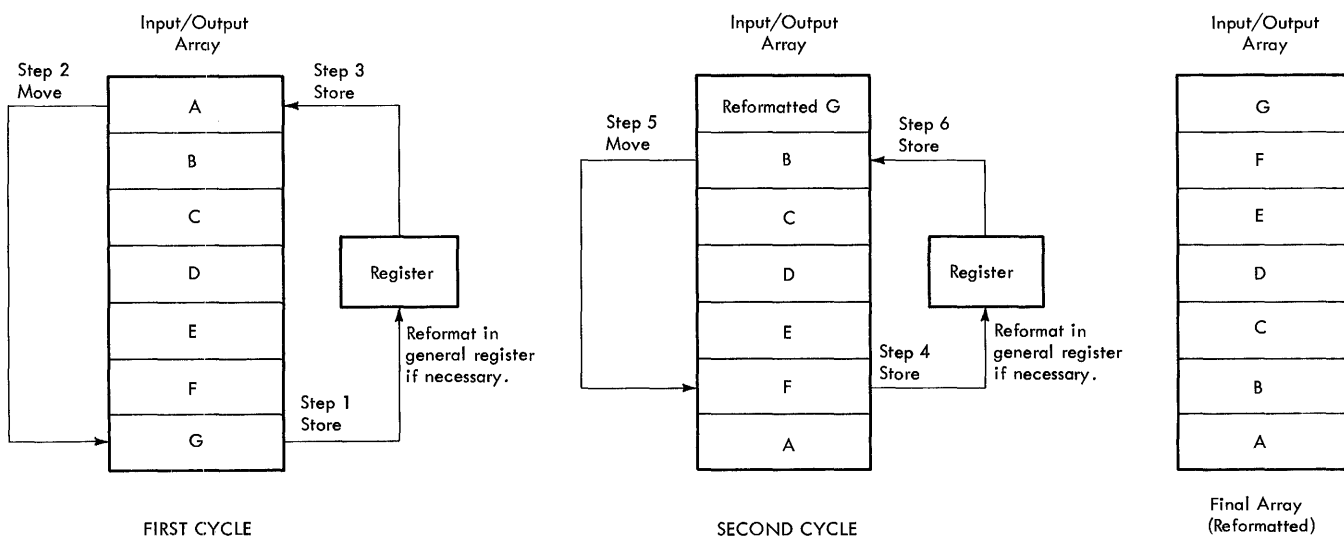 Input/Output
Array
Step 2
Move
Step 3
Store
A
B
C
D
E
F
G
Register
Reformat in
general register
if necessary.
Step 1
Store
FIRST CYCLE
Input/Output
Array
Step 5
Move
Step 6
Store
Reformatted G
B
C
D
E
F
A
Register
Reformat in
general register
if necessary.
Step 4
Store
SECOND CYCLE
Input/Output
Array
G
F
E
D
C
B
A
Final Array
(Reformatted)